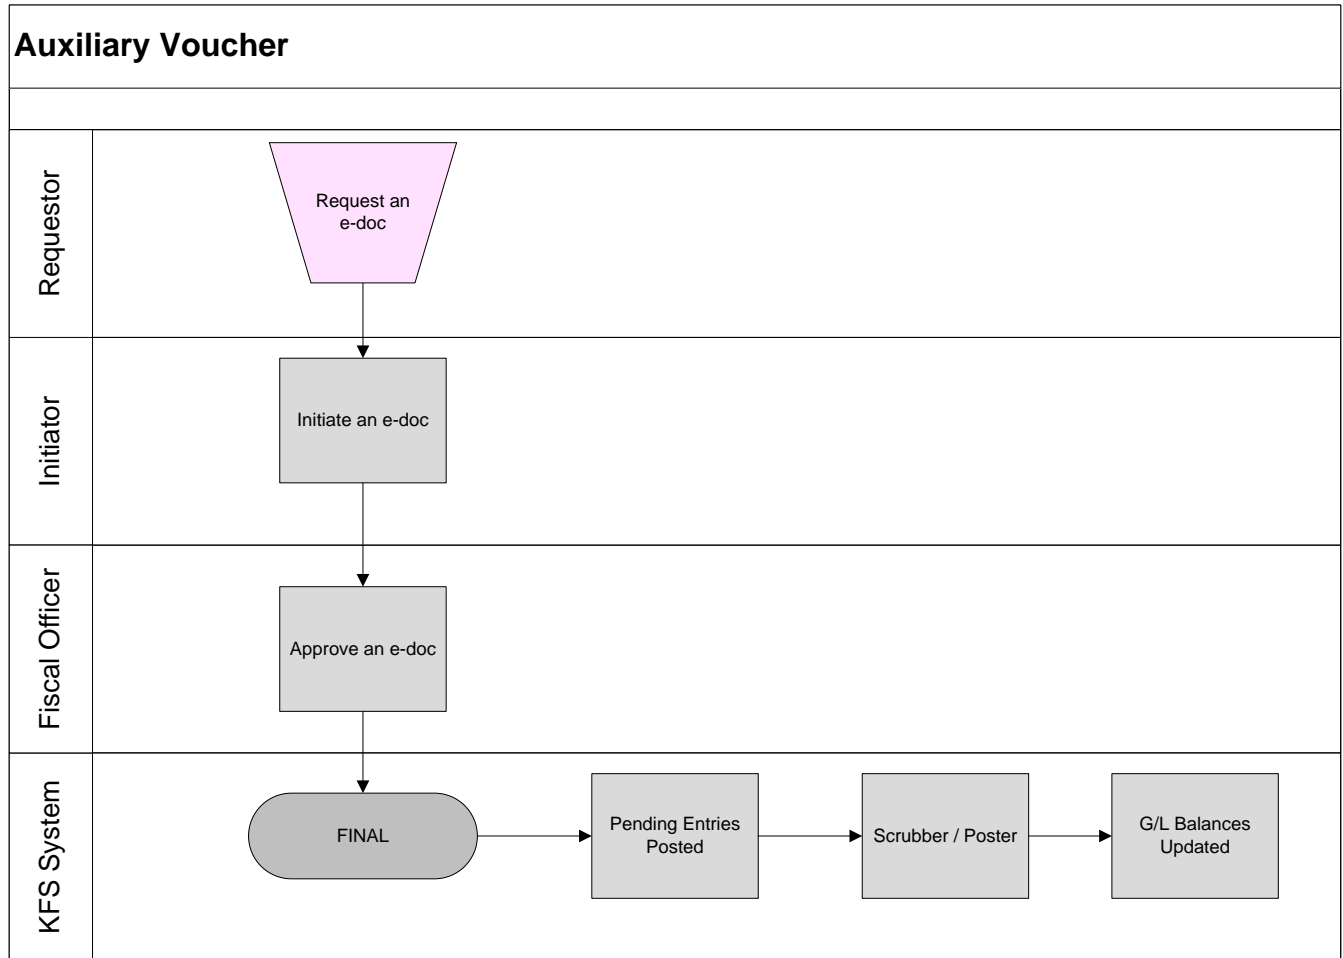 Auxiliary Voucher
Requestor
Request an
e-doc
Initiator
Initiate an e-doc
Fiscal Officer
Approve an e-doc
KFS System
FINAL
Pending Entries
Posted
Scrubber / Poster
G/L Balances
Updated